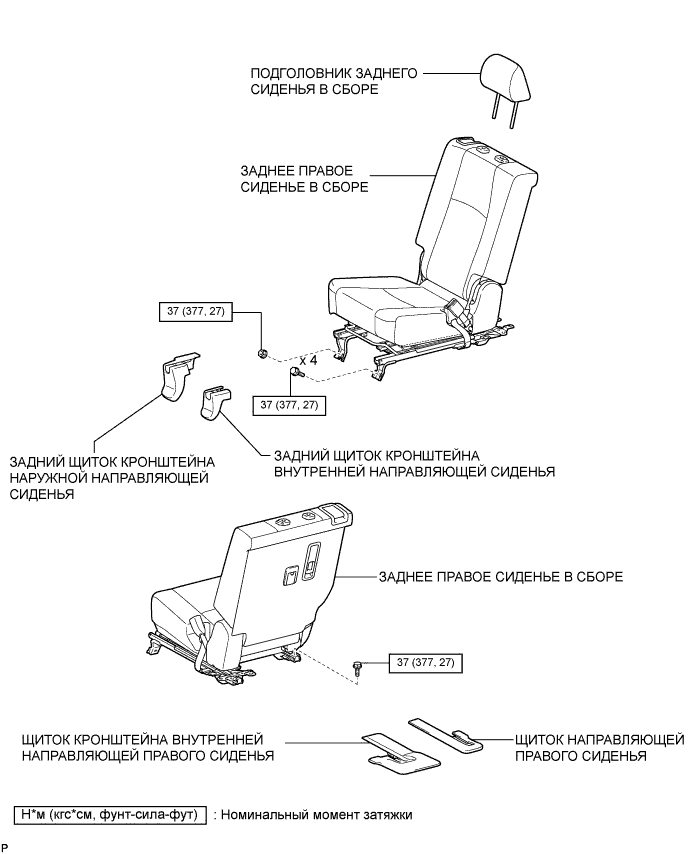 ПОДГОЛОВНИК ЗАДНЕГО
СИДЕНЬЯ В СБОРЕ
ЗАДНЕЕ ПРАВОЕ
СИДЕНЬЕ В СБОРЕ
37 (377, 27)
x 4
37 (377, 27)
ЗАДНИЙ ЩИТОК КРОНШТЕЙНА
НАРУЖНОЙ НАПРАВЛЯЮЩЕЙ
СИДЕНЬЯ
ЗАДНИЙ ЩИТОК КРОНШТЕЙНА
ВНУТРЕННЕЙ НАПРАВЛЯЮЩЕЙ СИДЕНЬЯ
ЗАДНЕЕ ПРАВОЕ СИДЕНЬЕ В СБОРЕ
37 (377, 27)
ЩИТОК КРОНШТЕЙНА ВНУТРЕННЕЙ
НАПРАВЛЯЮЩЕЙ ПРАВОГО СИДЕНЬЯ
ЩИТОК НАПРАВЛЯЮЩЕЙ
ПРАВОГО СИДЕНЬЯ
Н*м (кгс*см, фунт-сила-фут) : Номинальный момент затяжки
P